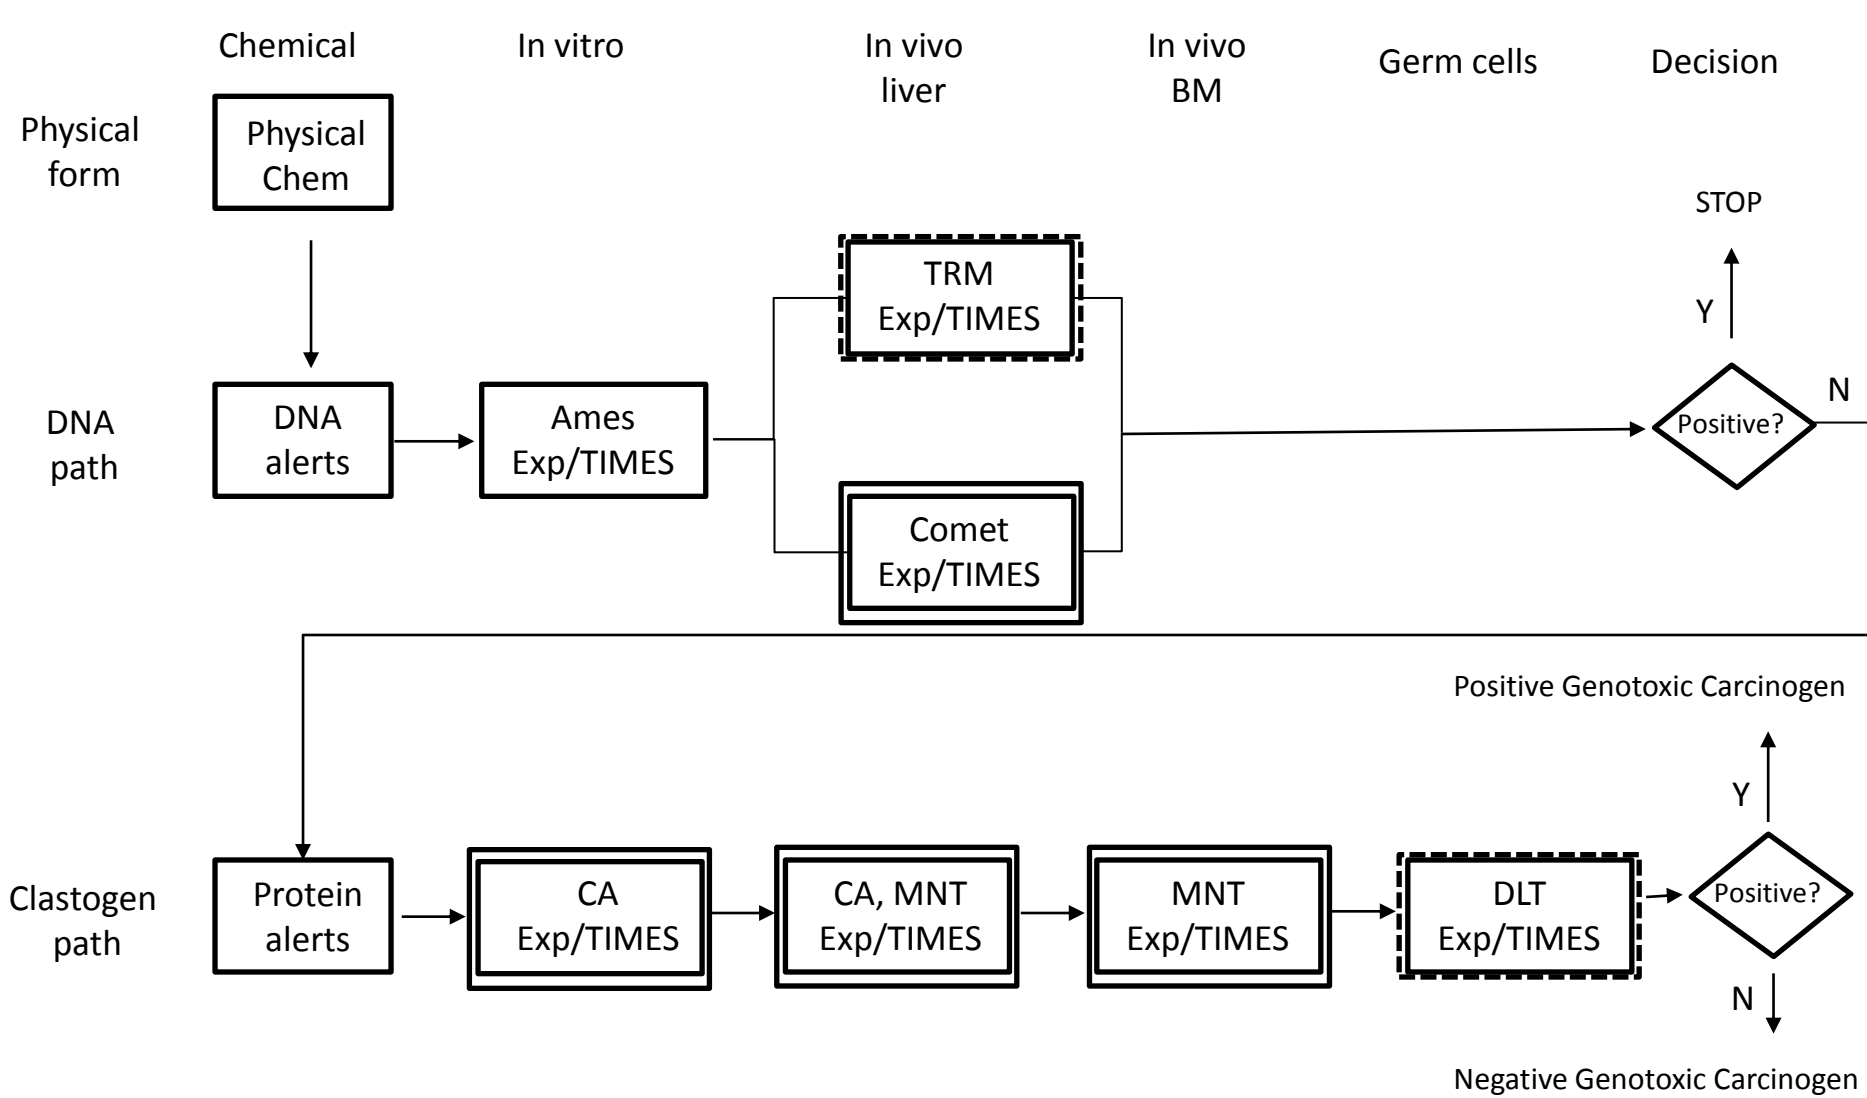 Chemical
In vitro
In vivo
liver
In vivo
BM
Germ cells
Decision
Physical
form
Physical
Chem
STOP
Y
TRM
Exp/TIMES
DNA
path
DNA
alerts
Ames
Exp/TIMES
Positive?
N
Comet
Exp/TIMES
Positive Genotoxic Carcinogen
Y
Clastogen
path
Protein
alerts
CA
Exp/TIMES
CA, MNT
Exp/TIMES
MNT
Exp/TIMES
DLT
Exp/TIMES
Positive?
N
Negative Genotoxic Carcinogen